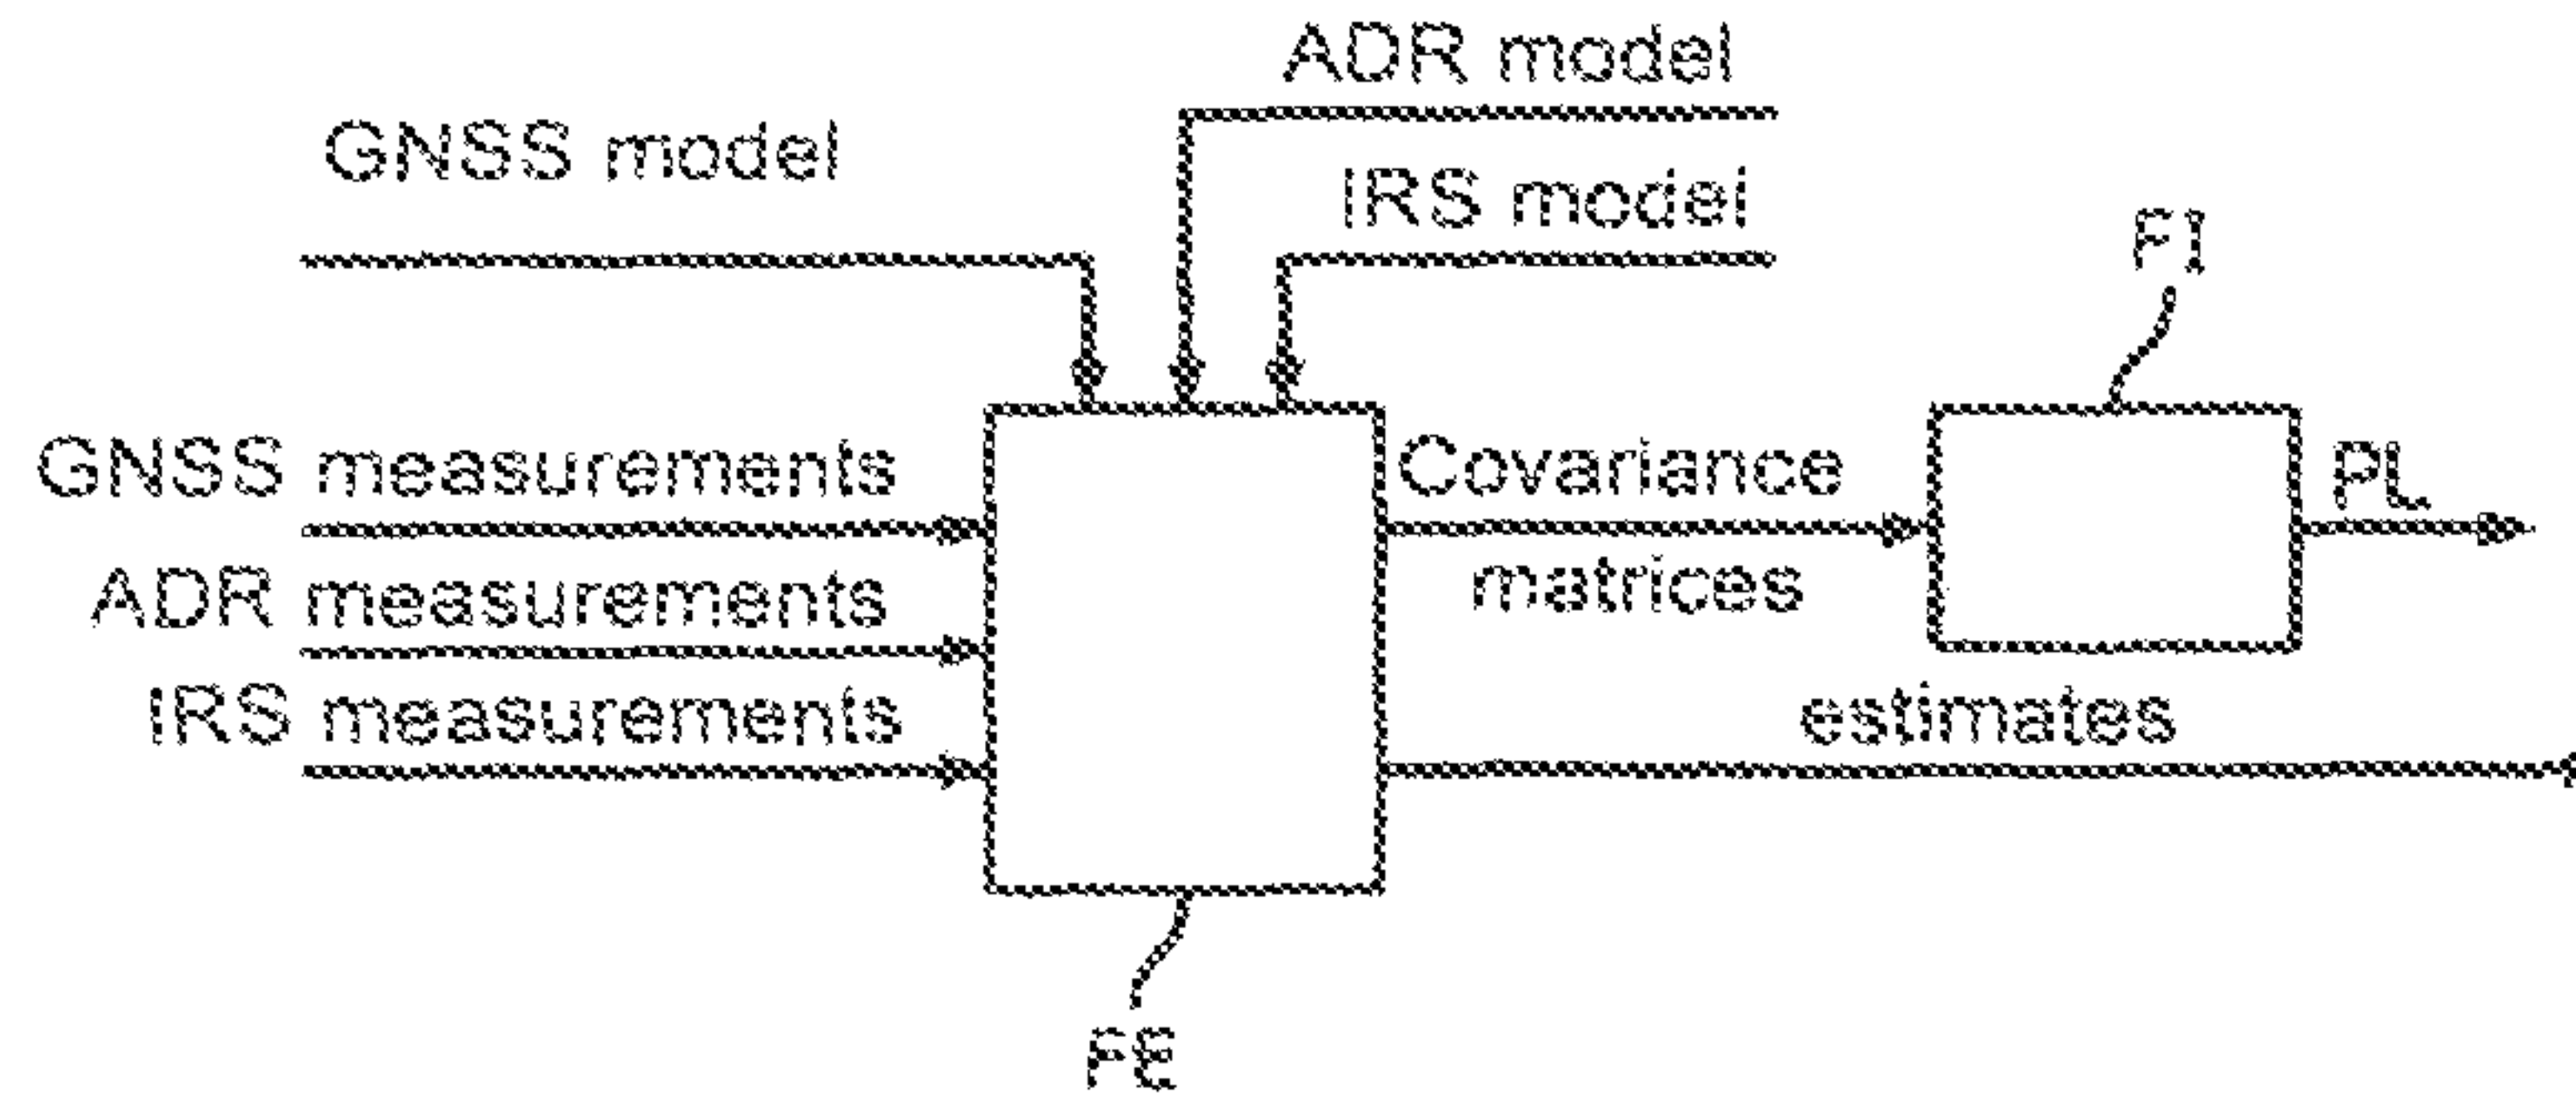 ADR model
GNSS model
IRS model
FI
GNSS measurements
Covariance
PL
ADR measurements
matrices
IRS measurements
estimates
FE